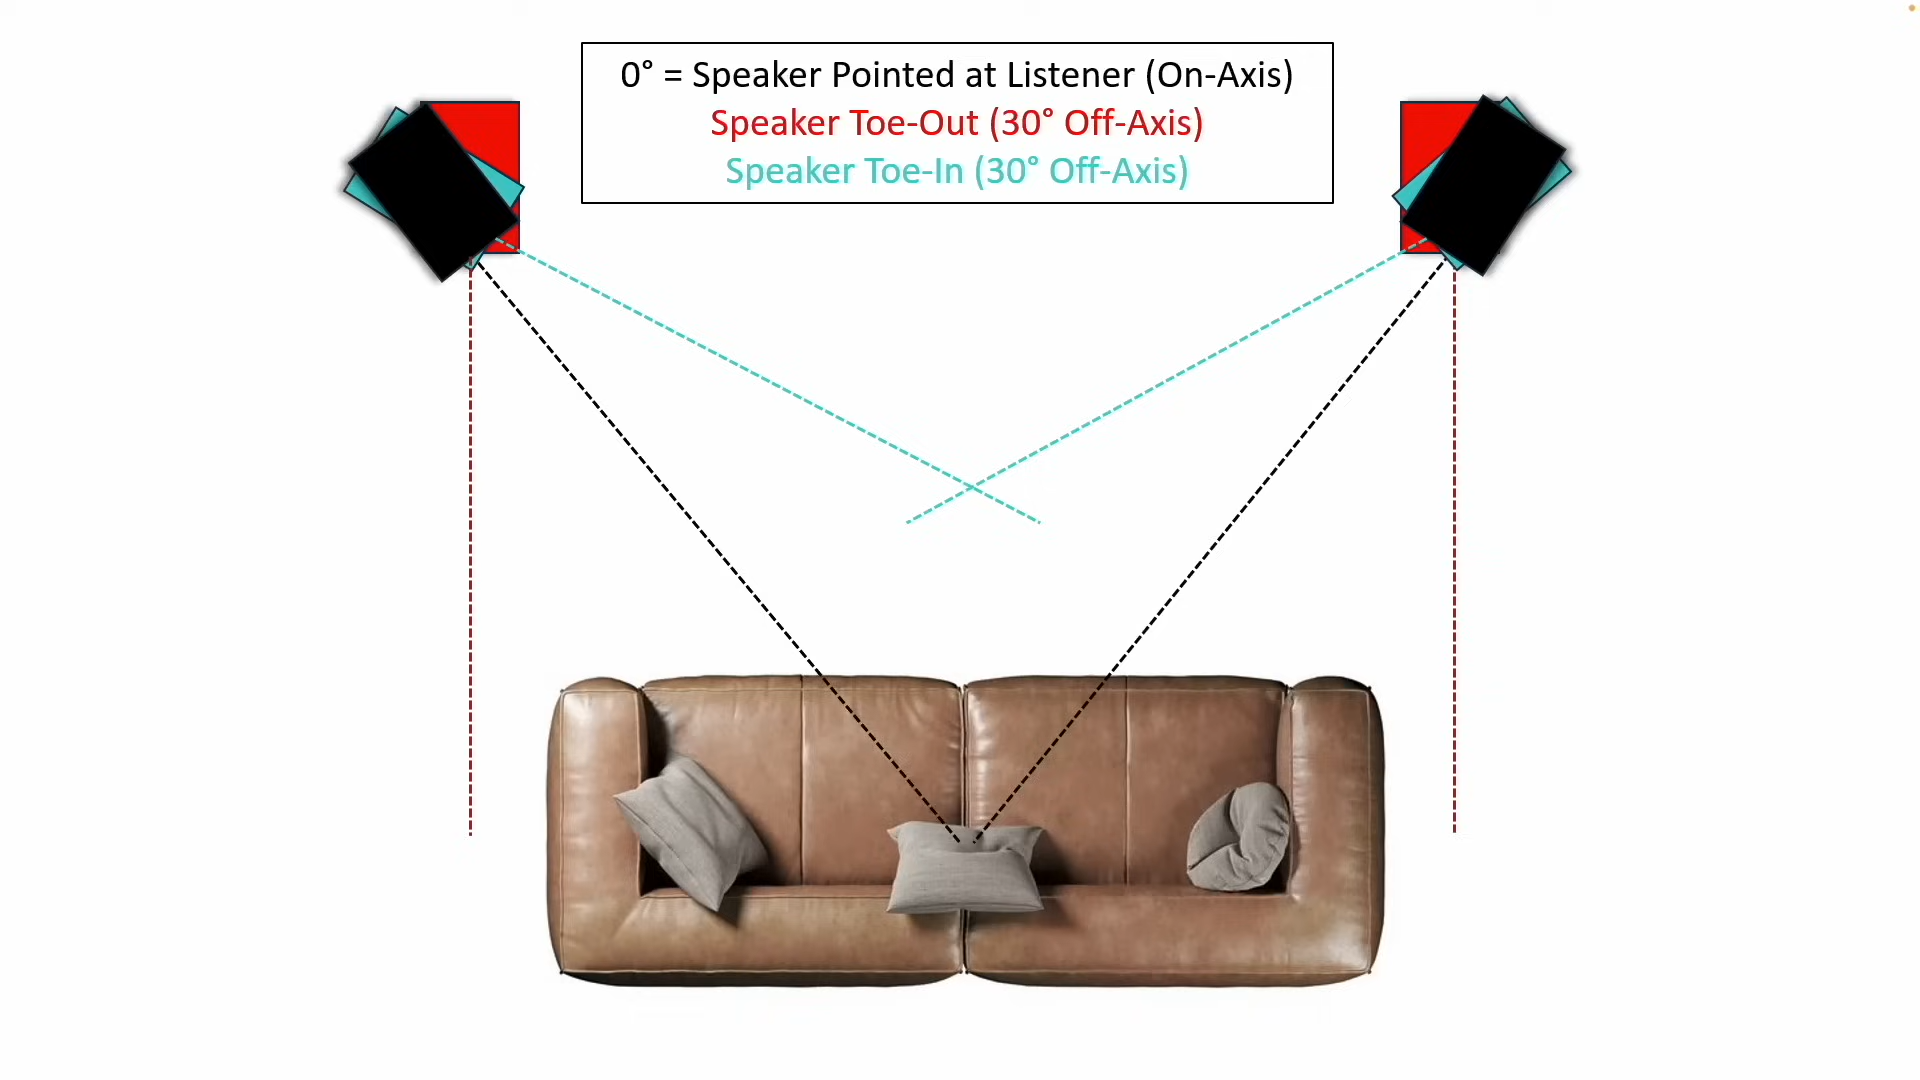 0° = Speaker Pointed at Listener (On-Axis)
Speaker Toe-Out (30° Off-Axis)
Speaker Toe-In (30° Off-Axis)